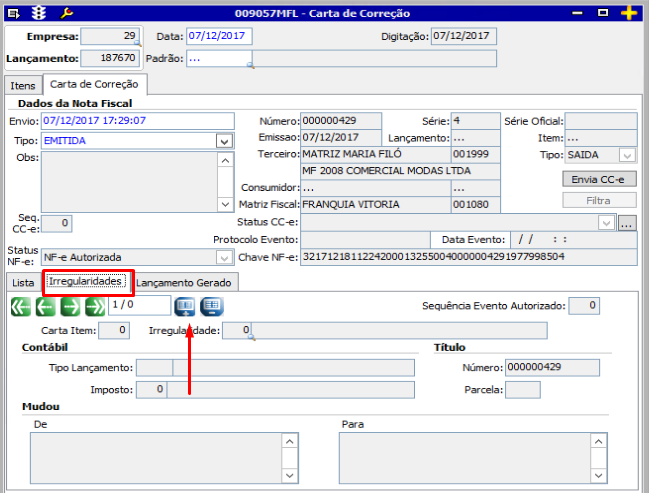 009057MFL - Carta de Correção
Empresa: 29 Data: 07/12/2017 Digitação: 07/12/2017
Lançamento: 187670 Padrão: ...
Itens Carta de Correção
Dados da Nota Fiscal
Envio: 07/12/2017 17:29:07 Número: 000000429 Série: 4 Série Oficial:
Tipo: EMITIDA Emissao: 07/12/2017 Lançamento: ... Item: ...
Obs: Terceiro: MATRIZ MARIA FILÓ 001999 Tipo: SAIDA
MF 2008 COMERCIAL MODAS LTDA
Consumidor: ... ... Envia CC-e
Matriz Fiscal: FRANQUIA VITORIA 001080 Filtra
Seq. CC-e: 0 Status CC-e: ...
Protocolo Evento: Data Evento: / / : :
Status NF-e: NF-e Autorizada Chave NF-e: 32171218112242000132550040000004291977998504
Lista Irregularidades Lançamento Gerado
1 / 0 Sequência Evento Autorizado: 0
Carta Item: 0 Irregularidade: 0
Contábil Título
Tipo Lançamento: Número: 000000429
Imposto: 0 Parcela:
Mudou
De Para